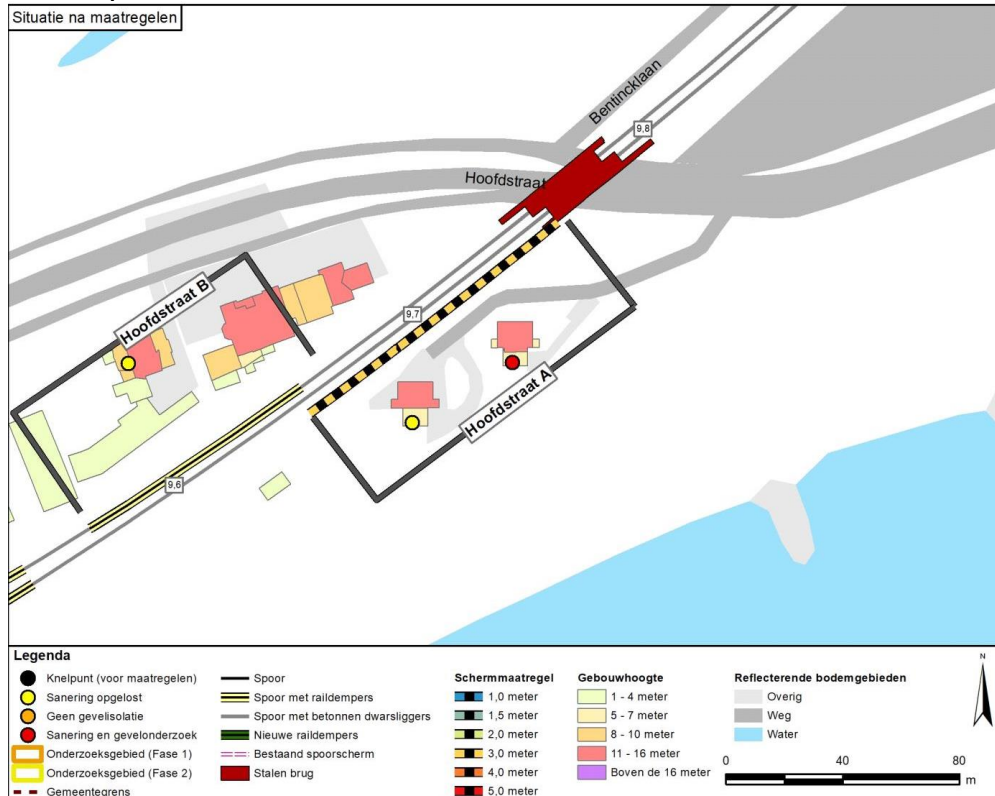 Situatie na maatregelen
Bentincklaan
9,8
Hoofdstraat
Hoofdstraat B
9,7
Hoofdstraat A
9,6
Legenda
Knelpunt (voor maatregelen)
Sanering opgelost
Geen gevelisolatie
Sanering en gevelonderzoek
Onderzoeksgebied (Fase 1)
Onderzoeksgebied (Fase 2)
Gemeentegrens
Spoor
Spoor met raildempers
Spoor met betonnen dwarsliggers
Nieuwe raildempers
Bestaand spoorscherm
Stalen brug
Schermmaatregel
1,0 meter
1,5 meter
2,0 meter
3,0 meter
4,0 meter
5,0 meter
Gebouwhoogte
1 - 4 meter
5 - 7 meter
8 - 10 meter
11 - 16 meter
Boven de 16 meter
Reflecterende bodemgebieden
Overig
Weg
Water
N
0 40 80
m